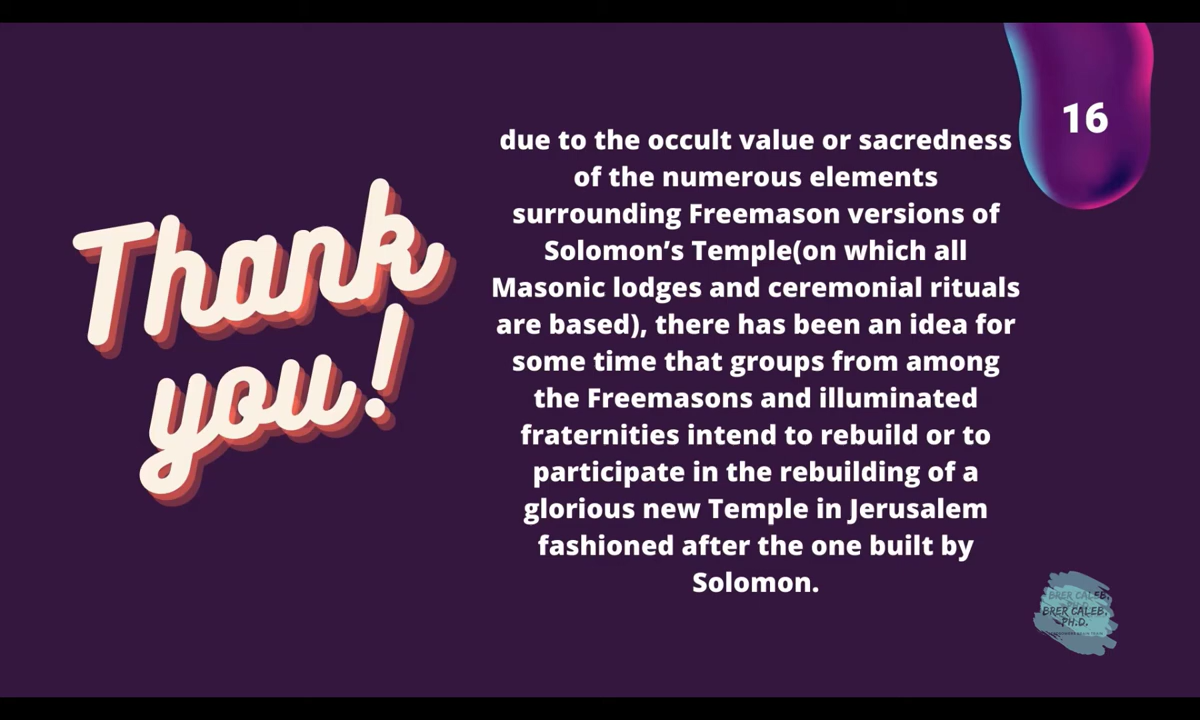 16
Thank
you!
due to the occult value or sacredness
of the numerous elements
surrounding Freemason versions of
Solomon’s Temple(on which all
Masonic lodges and ceremonial rituals
are based), there has been an idea for
some time that groups from among
the Freemasons and illuminated
fraternities intend to rebuild or to
participate in the rebuilding of a
glorious new Temple in Jerusalem
fashioned after the one built by
Solomon.
BRER CALEB,
BRER CALEB,
PH.D.